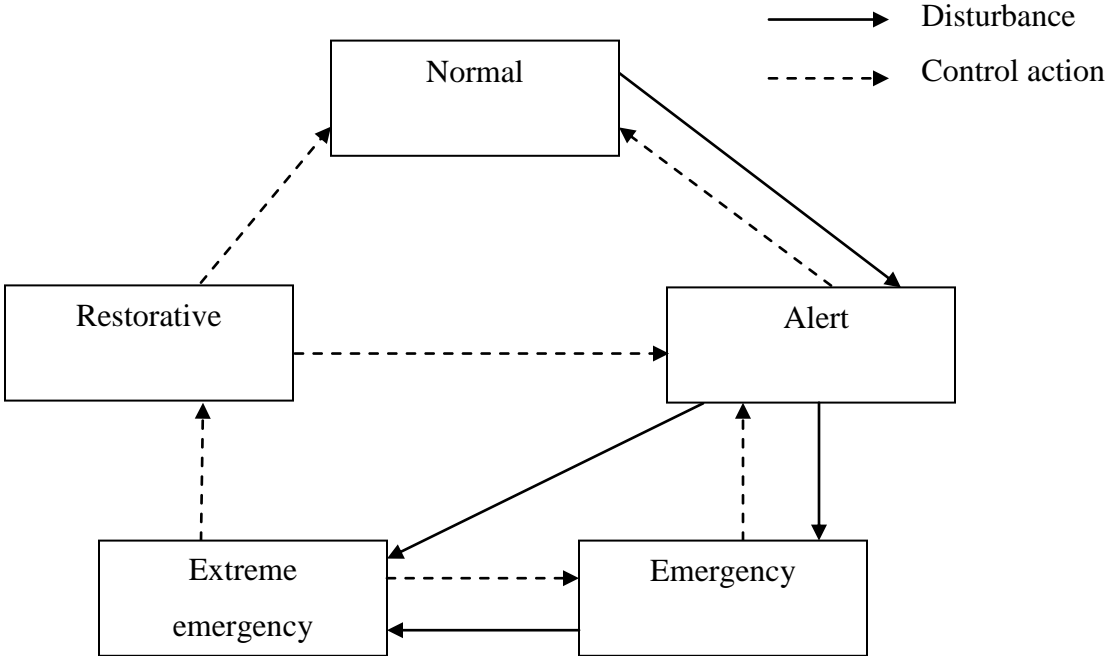 Disturbance
Control action
Normal
Restorative
Alert
Extreme
emergency
Emergency